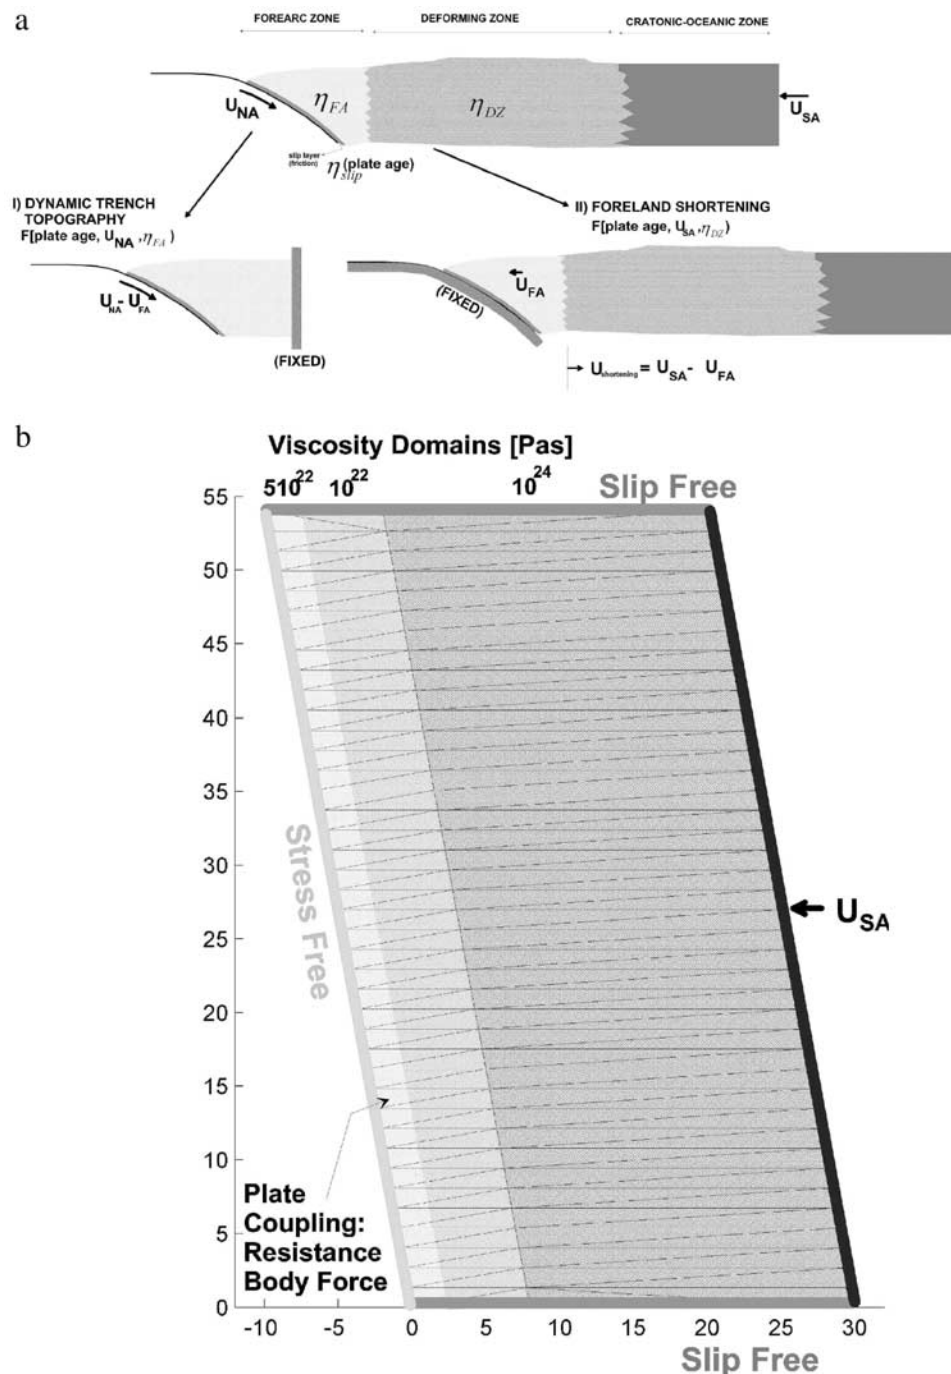 a
FOREARC ZONE DEFORMING ZONE CRATONIC-OCEANIC ZONE
U_NA η_FA η_DZ U_SA
slip layer (friction) η_slip (plate age)
I) DYNAMIC TRENCH
TOPOGRAPHY
F[plate age, U_NA, η_FA)
II) FORELAND SHORTENING
F[plate age, U_SA, η_DZ)
U_NA - U_FA
(FIXED)
(FIXED)
U_FA
U_shortening = U_SA - U_FA
b
Viscosity Domains [Pas]
510^22 10^22 10^24
Slip Free
55
50
45
40
35
30
25
20
15
10
5
0
Stress Free
U_SA
Plate
Coupling:
Resistance
Body Force
-10 -5 0 5 10 15 20 25 30
Slip Free